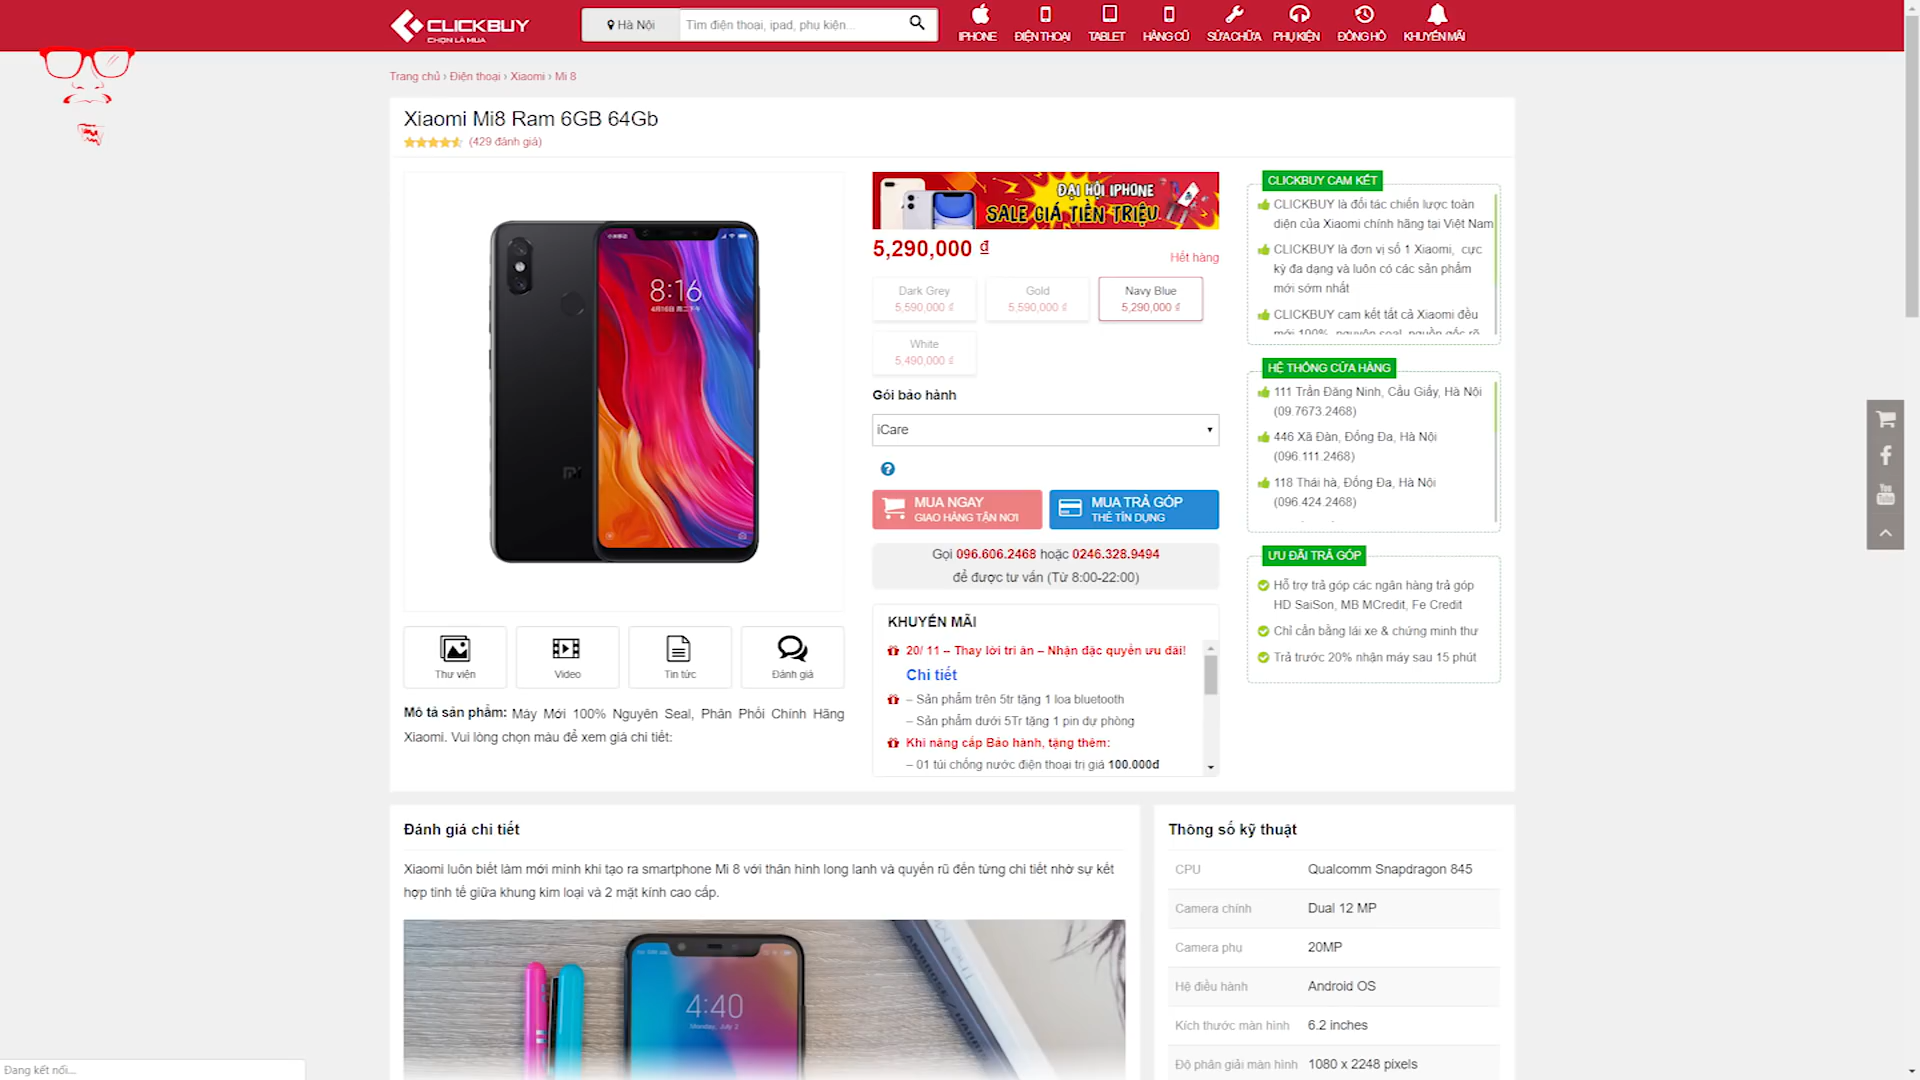 CLICKBUY
CHỌN LÀ MUA
Hà Nội
Tìm điện thoại, ipad, phụ kiện...
IPHONE
ĐIỆN THOẠI
TABLET
HÀNG CŨ
SỬA CHỮA
PHỤ KIỆN
ĐỒNG HỒ
KHUYẾN MÃI
Trang chủ › Điện thoại › Xiaomi › Mi 8
Xiaomi Mi8 Ram 6GB 64Gb
(429 đánh giá)
8:16
ĐẠI HỘI IPHONE
SALE GIÁ TIỀN TRIỆU
5,290,000 ₫
Hết hàng
Dark Grey
5,590,000 ₫
Gold
5,590,000 ₫
Navy Blue
5,290,000 ₫
White
5,490,000 ₫
Gói bảo hành
iCare
MUA NGAY
GIAO HÀNG TẬN NƠI
MUA TRẢ GÓP
THẺ TÍN DỤNG
Gọi 096.606.2468 hoặc 0246.328.9494
để được tư vấn (Từ 8:00-22:00)
KHUYẾN MÃI
20/ 11 – Thay lời tri ân – Nhận đặc quyền ưu đãi!
Chi tiết
– Sản phẩm trên 5tr tặng 1 loa bluetooth
– Sản phẩm dưới 5Tr tặng 1 pin dự phòng
Khi nâng cấp Bảo hành, tặng thêm:
– 01 túi chống nước điện thoại trị giá 100.000đ
CLICKBUY CAM KẾT
CLICKBUY là đối tác chiến lược toàn
diện của Xiaomi chính hãng tại Việt Nam
CLICKBUY là đơn vị số 1 Xiaomi, cực
kỳ đa dạng và luôn có các sản phẩm
mới sớm nhất
CLICKBUY cam kết tất cả Xiaomi đều
mới 100%, nguyên seal, nguồn gốc rõ
HỆ THỐNG CỬA HÀNG
111 Trần Đăng Ninh, Cầu Giấy, Hà Nội
(09.7673.2468)
446 Xã Đàn, Đống Đa, Hà Nội
(096.111.2468)
118 Thái hà, Đống Đa, Hà Nội
(096.424.2468)
ƯU ĐÃI TRẢ GÓP
Hỗ trợ trả góp các ngân hàng trả góp
HD SaiSon, MB MCredit, Fe Credit
Chỉ cần bằng lái xe & chứng minh thư
Trả trước 20% nhận máy sau 15 phút
You
Tube
Thư viện
Video
Tin tức
Đánh giá
Mô tả sản phẩm: Máy Mới 100% Nguyên Seal, Phân Phối Chính Hãng
Xiaomi. Vui lòng chọn màu để xem giá chi tiết:
Đánh giá chi tiết
Xiaomi luôn biết làm mới mình khi tạo ra smartphone Mi 8 với thân hình long lanh và quyến rũ đến từng chi tiết nhờ sự kết
hợp tinh tế giữa khung kim loại và 2 mặt kính cao cấp.
4:40
Monday, July 2
Thông số kỹ thuật
CPU Qualcomm Snapdragon 845
Camera chính Dual 12 MP
Camera phụ 20MP
Hệ điều hành Android OS
Kích thước màn hình 6.2 inches
Độ phân giải màn hình 1080 x 2248 pixels
Đang kết nối...